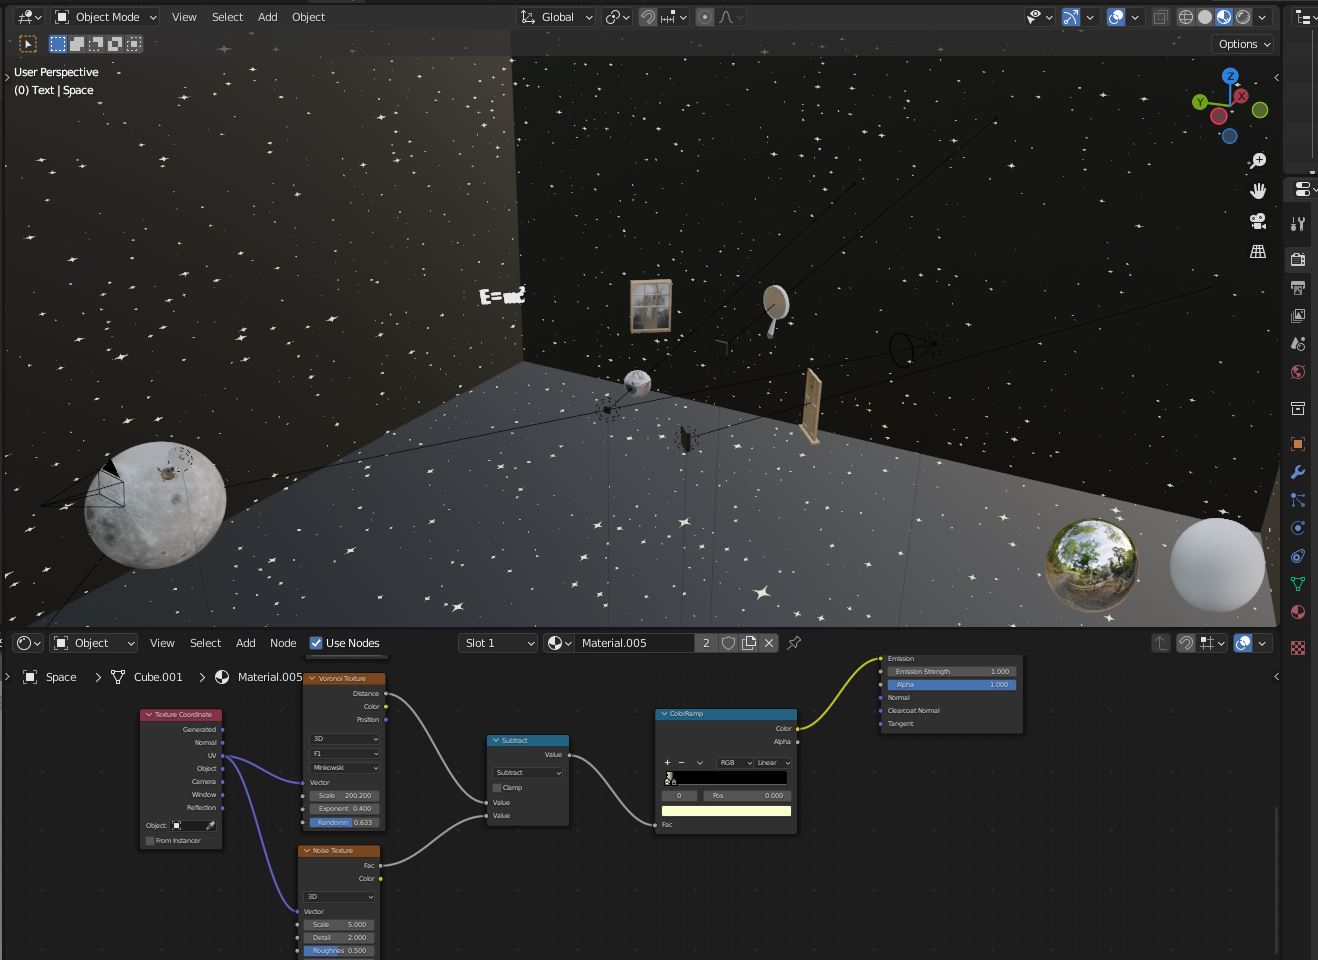 Object Mode View Select Add Object Global
Options
User Perspective
(0) Text | Space
Z
Y
X
E=mc²
Object View Select Add Node Use Nodes Slot 1 Material.005 2
Space > Cube.001 > Material.005
Emission
Emission Strength 1.000
Alpha 1.000
Normal
Clearcoat Normal
Tangent
Voronoi Texture
Distance
Color
Position
3D
F1
Minkowski
Vector
Scale 200.200
Exponent 0.400
Randomn 0.633
Texture Coordinate
Generated
Normal
UV
Object
Camera
Window
Reflection
Object:
From Instancer
Subtract
Value
Subtract
Clamp
Value
Value
ColorRamp
Color
Alpha
+ − RGB Linear
0 Pos 0.000
Fac
Noise Texture
Fac
Color
3D
Vector
Scale 5.000
Detail 2.000
Roughnes 0.500